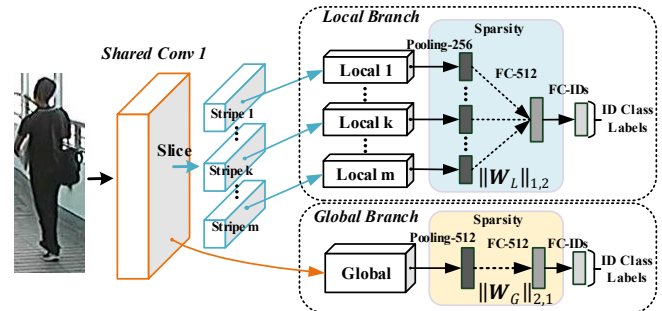 Local Branch
Sparsity
Shared Conv 1
Pooling-256
Local 1
FC-512
Stripe 1
FC-IDs
Slice
Local k
ID Class
Labels
Stripe k
Local m
‖W_L‖_{1,2}
Stripe m
Global Branch
Sparsity
Pooling-512
FC-512
FC-IDs
Global
ID Class
Labels
‖W_G‖_{2,1}